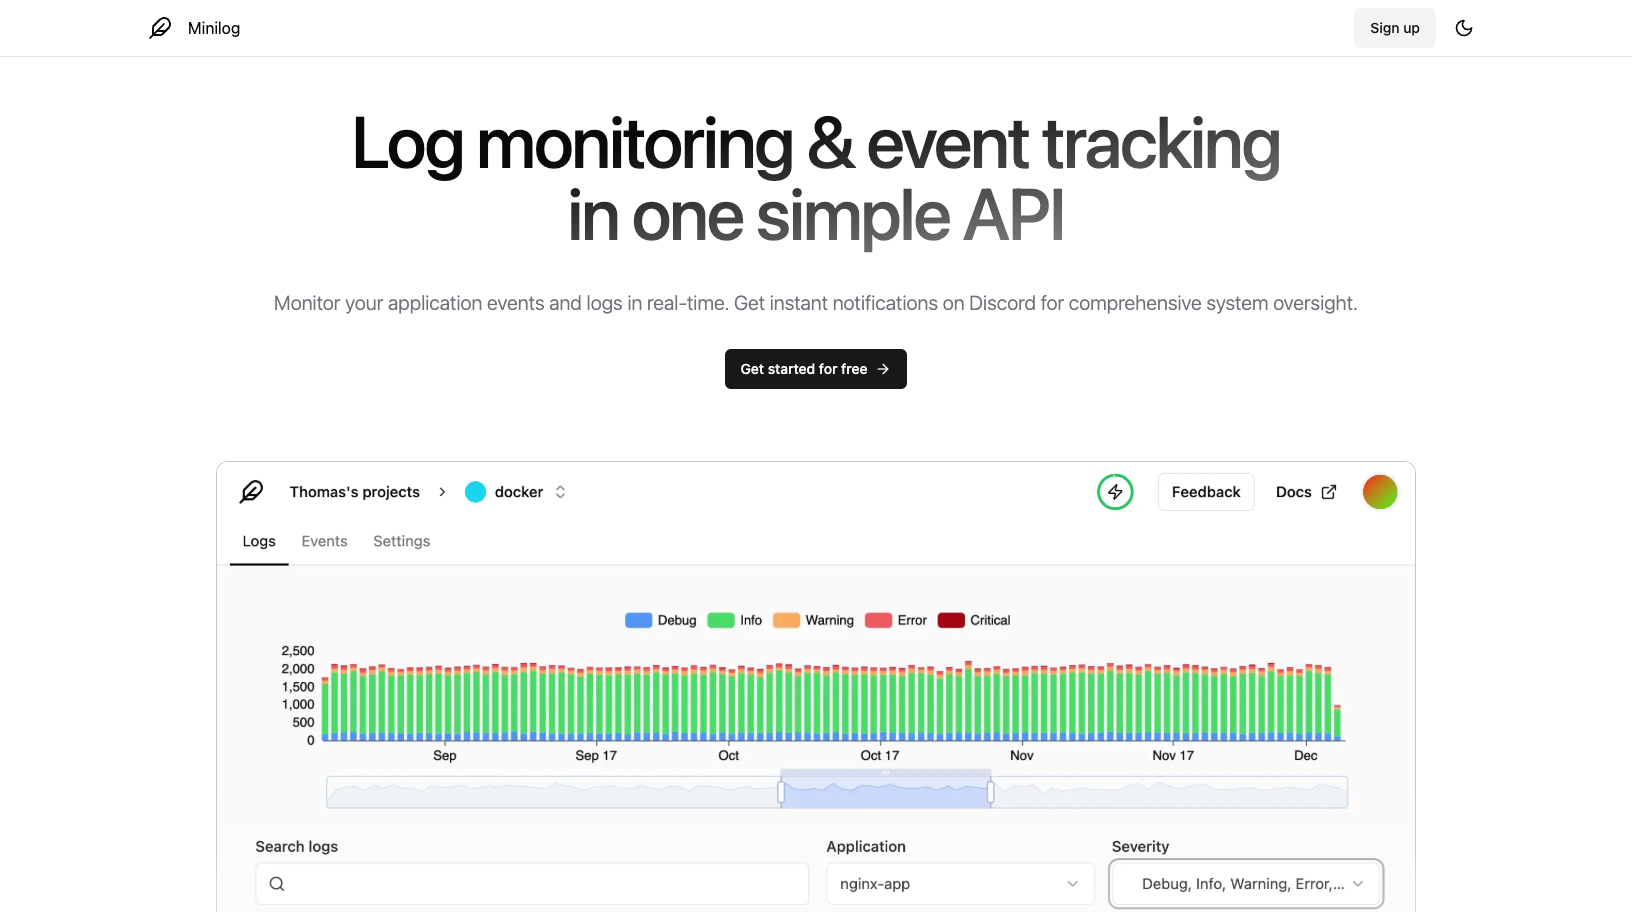 Minilog
Sign up
Log monitoring & event tracking
in one simple API
Monitor your application events and logs in real-time. Get instant notifications on Discord for comprehensive system oversight.
Get started for free
Thomas's projects
docker
Feedback
Docs
Logs
Events
Settings
Debug
Info
Warning
Error
Critical
2,500
2,000
1,500
1,000
500
0
Sep
Sep 17
Oct
Oct 17
Nov
Nov 17
Dec
Search logs
Application
Severity
nginx-app
Debug, Info, Warning, Error,...